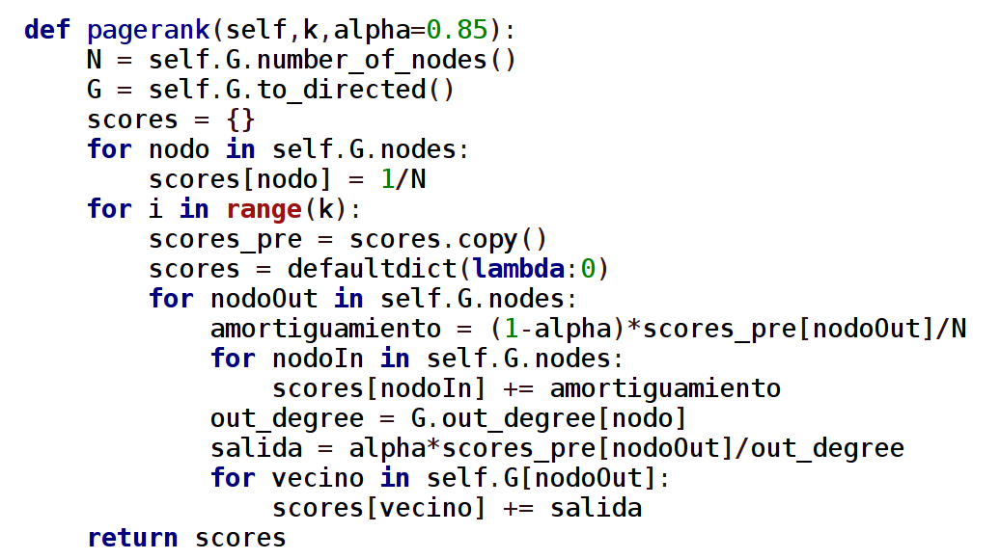 def pagerank(self,k,alpha=0.85):
    N = self.G.number_of_nodes()
    G = self.G.to_directed()
    scores = {}
    for nodo in self.G.nodes:
        scores[nodo] = 1/N
    for i in range(k):
        scores_pre = scores.copy()
        scores = defaultdict(lambda:0)
        for nodoOut in self.G.nodes:
            amortiguamiento = (1-alpha)*scores_pre[nodoOut]/N
            for nodoIn in self.G.nodes:
                scores[nodoIn] += amortiguamiento
            out_degree = G.out_degree[nodo]
            salida = alpha*scores_pre[nodoOut]/out_degree
            for vecino in self.G[nodoOut]:
                scores[vecino] += salida
    return scores